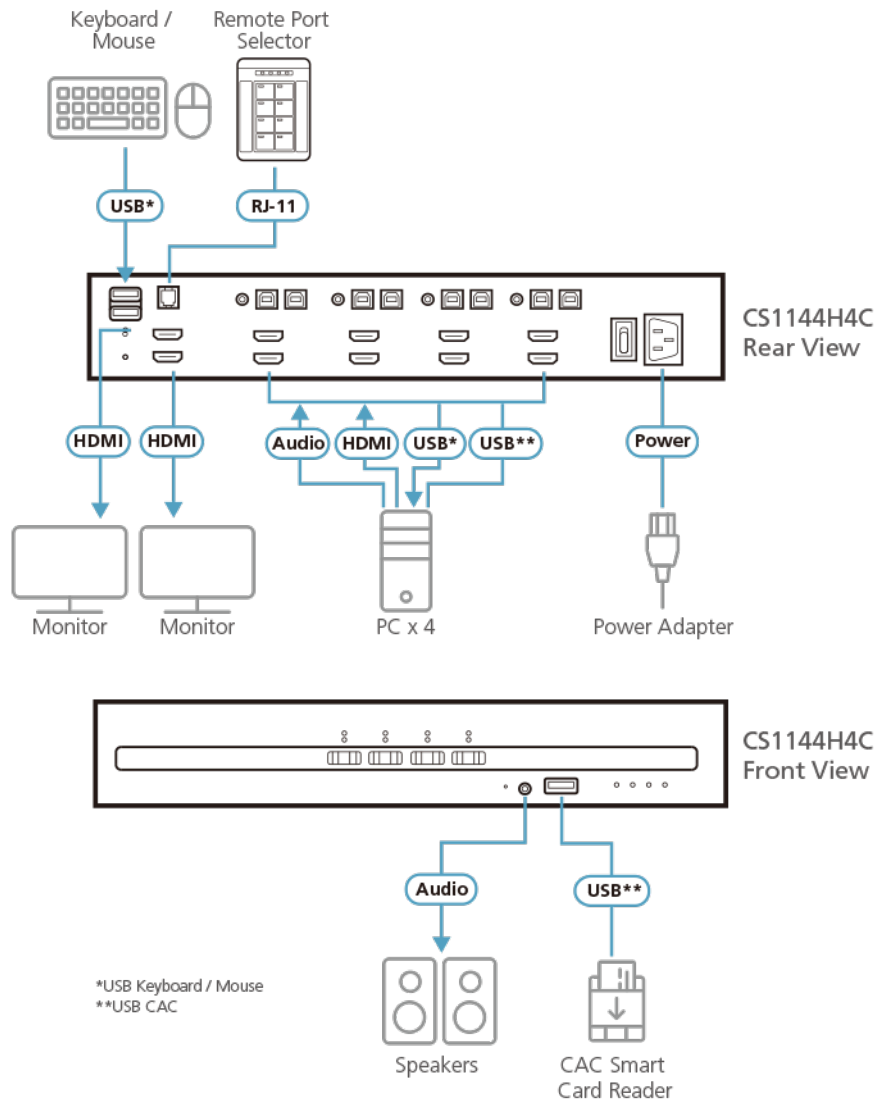 Keyboard /
Mouse
Remote Port
Selector
USB*
RJ-11
CS1144H4C
Rear View
HDMI
HDMI
Audio
HDMI
USB*
USB**
Power
Monitor
Monitor
PC x 4
Power Adapter
CS1144H4C
Front View
Audio
USB**
*USB Keyboard / Mouse
**USB CAC
Speakers
CAC Smart
Card Reader